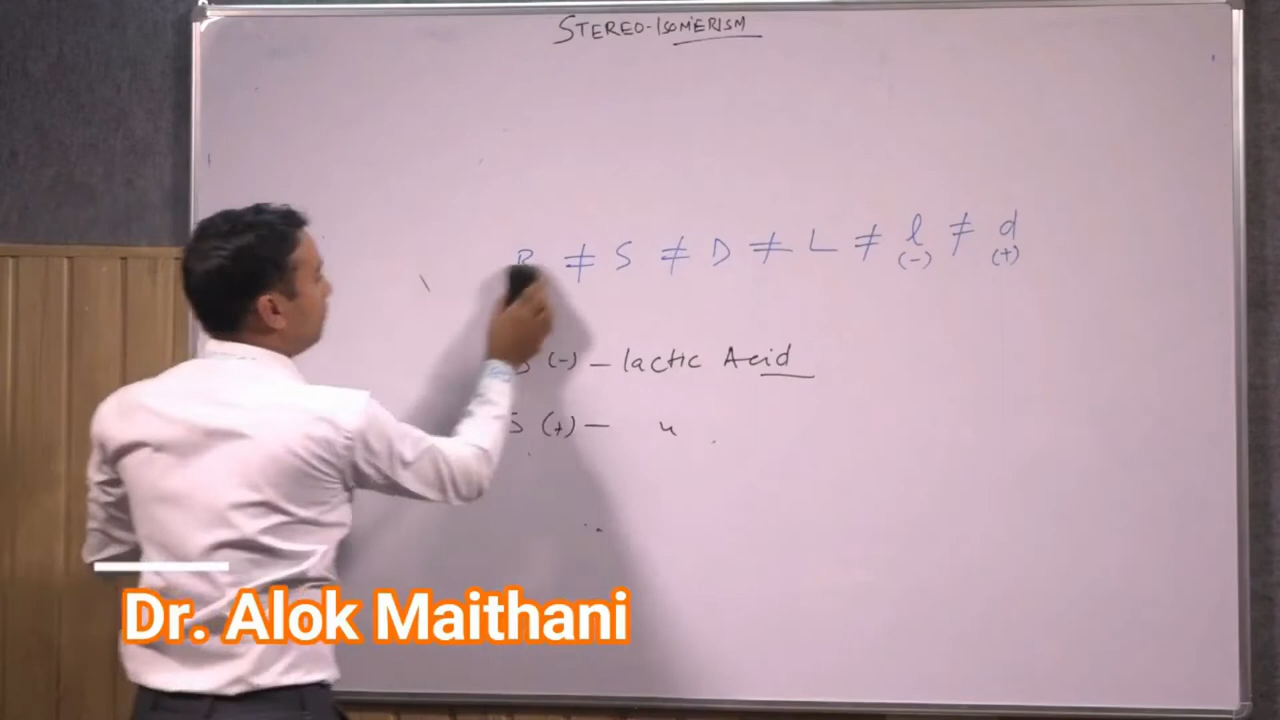 STEREO-ISOMERISM
R ≠ S ≠ D ≠ L ≠ l ≠ d
(-) (+)
(-) – lactic Acid
S (+) – "
Dr. Alok Maithani